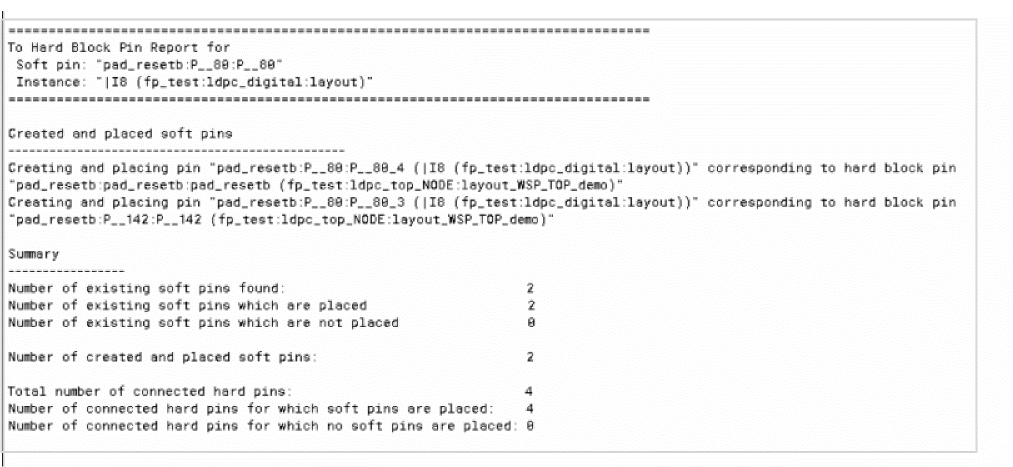 ================================================================================
To Hard Block Pin Report for
Soft pin: "pad_resetb:P__80:P__80"
Instance: "|I8 (fp_test:ldpc_digital:layout)"
================================================================================
Created and placed soft pins
------------------------------------------------
Creating and placing pin "pad_resetb:P__80:P__80_4 (|I8 (fp_test:ldpc_digital:layout))" corresponding to hard block pin
"pad_resetb:pad_resetb:pad_resetb (fp_test:ldpc_top_NODE:layout_WSP_TOP_demo)"
Creating and placing pin "pad_resetb:P__80:P__80_3 (|I8 (fp_test:ldpc_digital:layout))" corresponding to hard block pin
"pad_resetb:P__142:P__142 (fp_test:ldpc_top_NODE:layout_WSP_TOP_demo)"
Summary
-----------------
Number of existing soft pins found: 2
Number of existing soft pins which are placed 2
Number of existing soft pins which are not placed 0
Number of created and placed soft pins: 2
Total number of connected hard pins: 4
Number of connected hard pins for which soft pins are placed: 4
Number of connected hard pins for which no soft pins are placed: 0